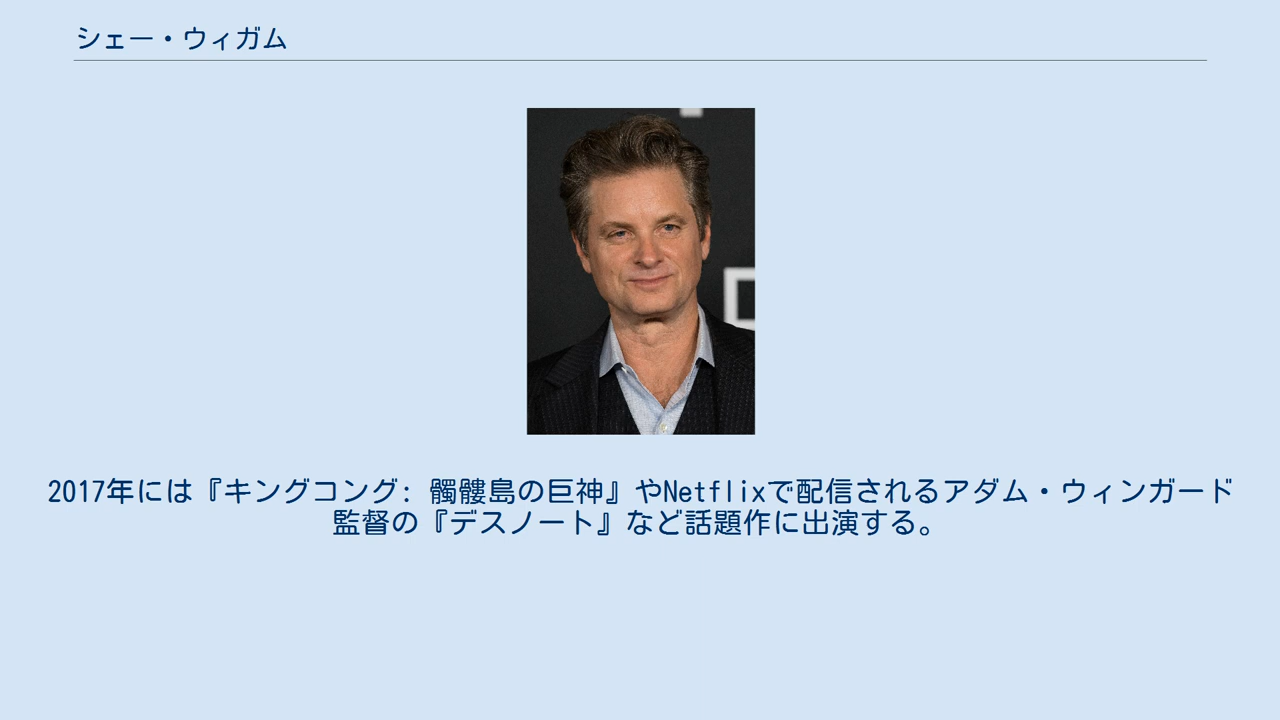 シェー・ウィガム
2017年には『キングコング: 髑髏島の巨神』やNetflixで配信されるアダム・ウィンガード
監督の『デスノート』など話題作に出演する。